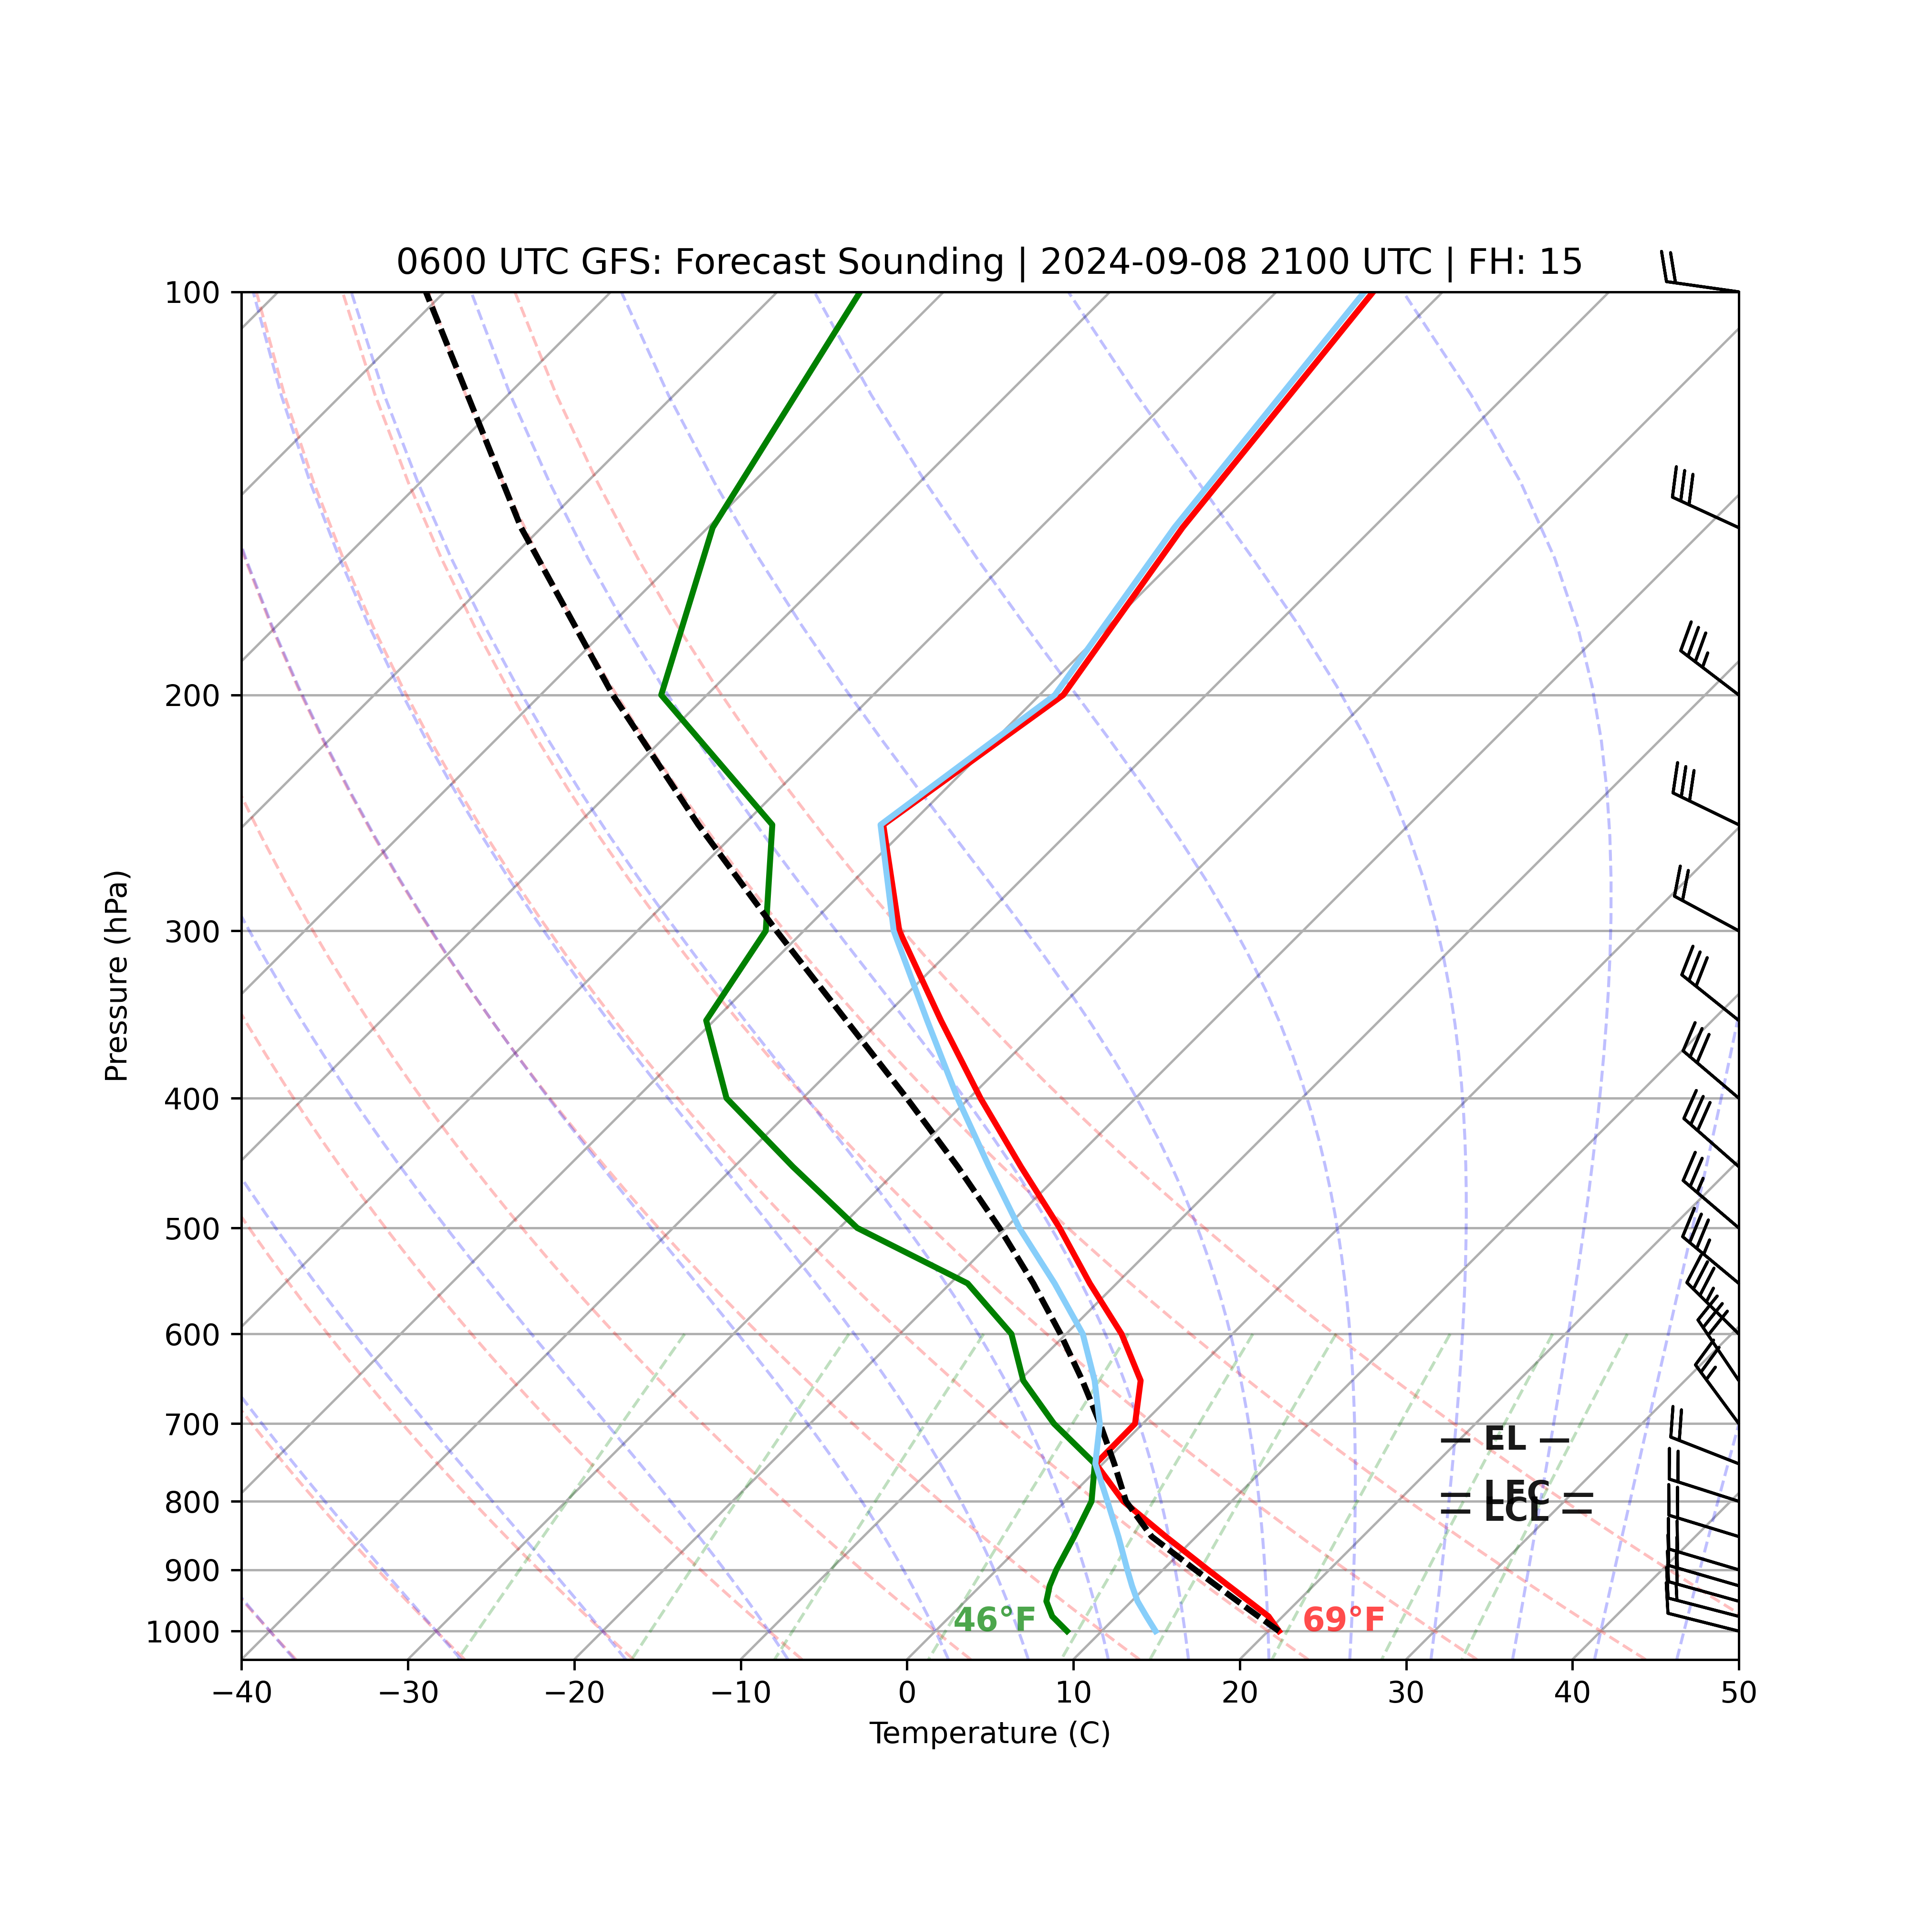 0600 UTC GFS: Forecast Sounding | 2024-09-08 2100 UTC | FH: 15
100
200
300
400
500
600
700
800
900
1000
Pressure (hPa)
— EL —
— LFC —
— LCL —
46°F
69°F
−40 −30 −20 −10 0 10 20 30 40 50
Temperature (C)